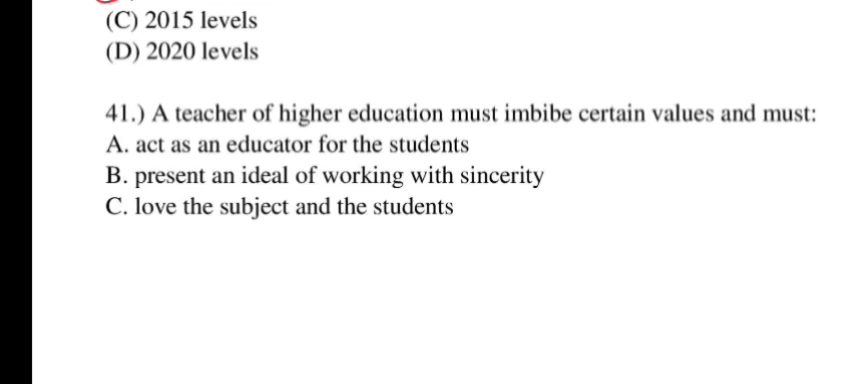 (C) 2015 levels
(D) 2020 levels
41.) A teacher of higher education must imbibe certain values and must:
A. act as an educator for the students
B. present an ideal of working with sincerity
C. love the subject and the students